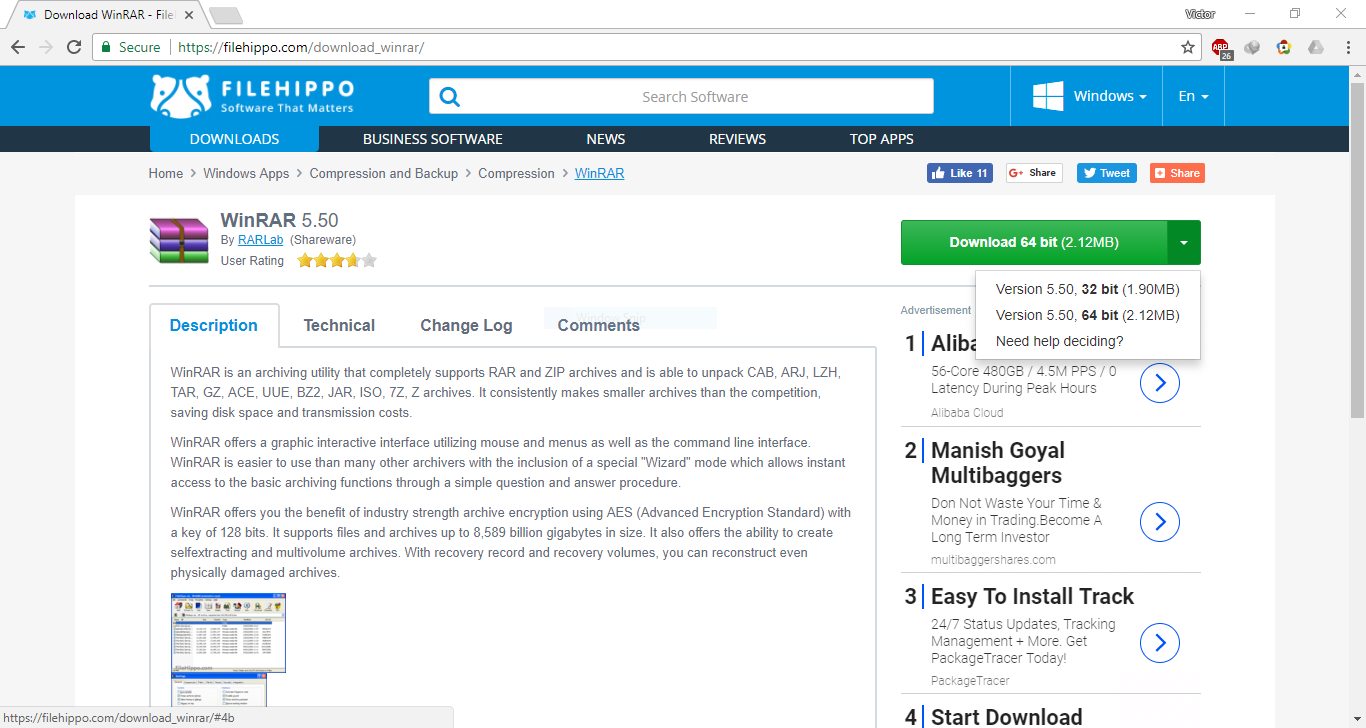 Download WinRAR - File
Victor
Secure
https://filehippo.com/download_winrar/
ABP
26
FILEHIPPO
Software That Matters
Search Software
Windows
En
DOWNLOADS
BUSINESS SOFTWARE
NEWS
REVIEWS
TOP APPS
Home > Windows Apps > Compression and Backup > Compression > WinRAR
Like 11
G+ Share
Tweet
Share
WinRAR 5.50
By RARLab (Shareware)
User Rating
Download 64 bit (2.12MB)
Version 5.50, 32 bit (1.90MB)
Version 5.50, 64 bit (2.12MB)
Need help deciding?
Description
Technical
Change Log
Window Snip
Comments
WinRAR is an archiving utility that completely supports RAR and ZIP archives and is able to unpack CAB, ARJ, LZH,
TAR, GZ, ACE, UUE, BZ2, JAR, ISO, 7Z, Z archives. It consistently makes smaller archives than the competition,
saving disk space and transmission costs.
WinRAR offers a graphic interactive interface utilizing mouse and menus as well as the command line interface.
WinRAR is easier to use than many other archivers with the inclusion of a special "Wizard" mode which allows instant
access to the basic archiving functions through a simple question and answer procedure.
WinRAR offers you the benefit of industry strength archive encryption using AES (Advanced Encryption Standard) with
a key of 128 bits. It supports files and archives up to 8,589 billion gigabytes in size. It also offers the ability to create
selfextracting and multivolume archives. With recovery record and recovery volumes, you can reconstruct even
physically damaged archives.
FileHippo.com
Advertisement
1 Aliba
56-Core 480GB / 4.5M PPS / 0
Latency During Peak Hours
Alibaba Cloud
2 Manish Goyal
Multibaggers
Don Not Waste Your Time &
Money in Trading.Become A
Long Term Investor
multibaggershares.com
3 Easy To Install Track
24/7 Status Updates, Tracking
Management + More. Get
PackageTracer Today!
PackageTracer
4 Start Download
https://filehippo.com/download_winrar/#4b